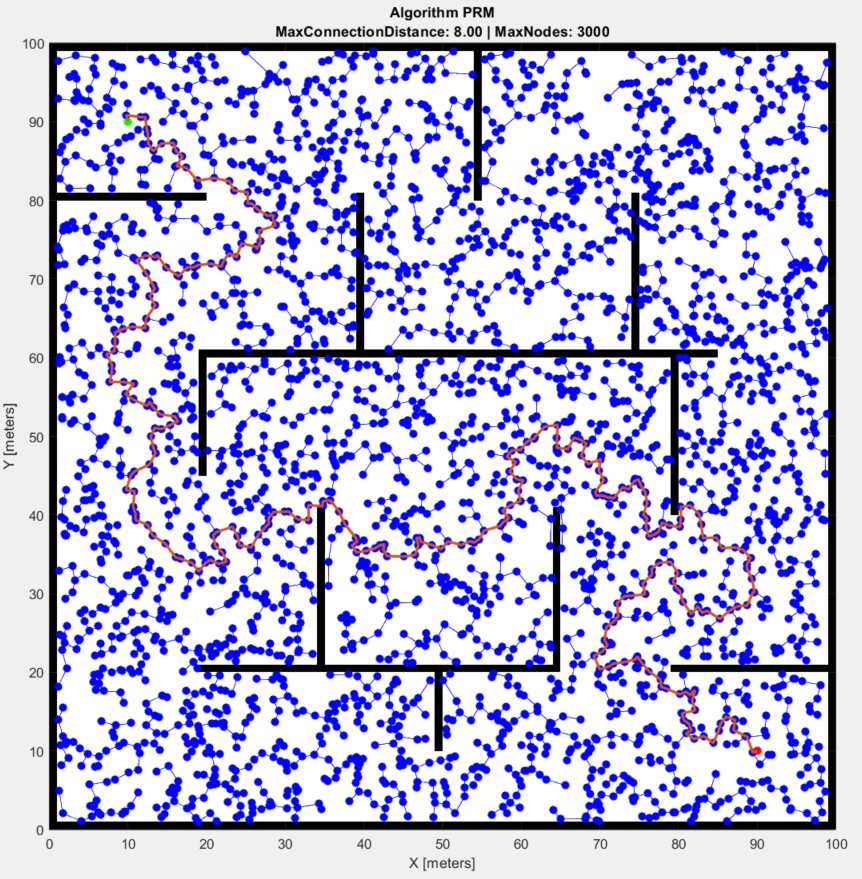 Algorithm PRM
MaxConnectionDistance: 8.00 | MaxNodes: 3000
100
90
80
70
60
50
40
30
20
10
0
Y [meters]
0 10 20 30 40 50 60 70 80 90 100
X [meters]